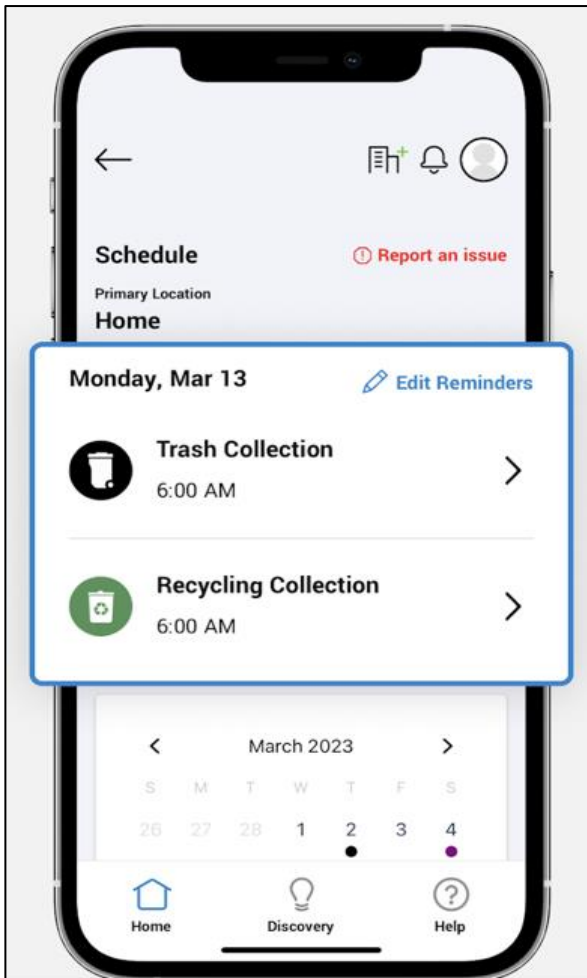 Schedule
Report an issue
Primary Location
Home
Monday, Mar 13
Edit Reminders
Trash Collection
6:00 AM
Recycling Collection
6:00 AM
March 2023
S M T W T F S
26 27 28 1 2 3 4
Home Discovery Help